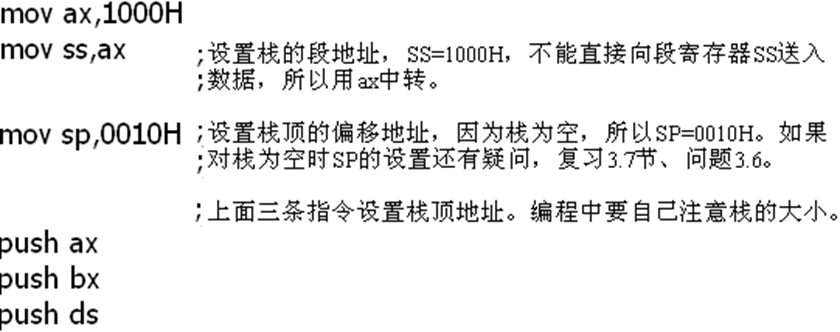 mov ax,1000H
mov ss,ax ;设置栈的段地址，SS=1000H，不能直接向段寄存器SS送入
;数据，所以用ax中转。
mov sp,0010H ;设置栈顶的偏移地址，因为栈为空，所以SP=0010H。如果
;对栈为空时SP的设置还有疑问，复习3.7节、问题3.6。
;上面三条指令设置栈顶地址。编程中要自己注意栈的大小。
push ax
push bx
push ds